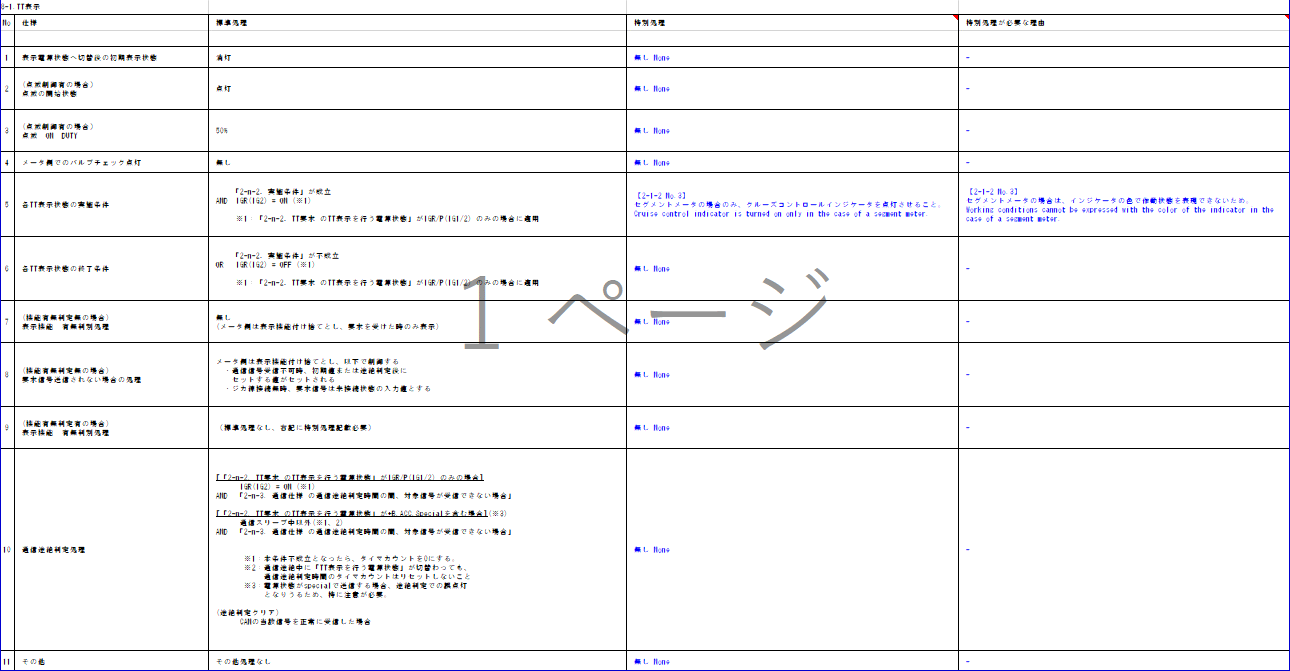 3-1.TT表示
No 仕様 標準処理 特別処理 特別処理が必要な理由
1 表示電源状態へ切替後の初期表示状態 消灯 無し None -
2 (点滅制御有の場合) 点灯 無し None -
点滅の開始状態
3 (点滅制御有の場合) 50% 無し None -
点滅 ON DUTY
4 メータ側でのバルブチェック点灯 無し 無し None -
5 各TT表示状態の実施条件
「2-n-2. 実施条件」が成立
AND IGR(IG2) = ON (※1)
※1 「2-n-2. TT要求 のTT表示を行う電源状態」がIGR/P(IG1/2)のみの場合に適用
【2-1-2 No.3】
セグメントメータの場合のみ、クルーズコントロールインジケータを点灯させること。
Cruise control indicator is turned on only in the case of a segment meter.
【2-1-2 No.3】
セグメントメータの場合は、インジケータの色で作動状態を表現できないため。
Working conditions cannot be expressed with the color of the indicator in the
case of a segment meter.
6 各TT表示状態の終了条件
「2-n-2. 実施条件」が不成立
OR IGR(IG2) = OFF (※1)
※1 「2-n-2. TT要求 のTT表示を行う電源状態」がIGR/P(IG1/2)のみの場合に適用
無し None -
7 (機能有無判定無の場合)
表示機能 有無判別処理
無し
(メータ側は表示機能付け捨てとし、要求を受けた時のみ表示)
無し None -
8 (機能有無判定無の場合)
要求信号送信されない場合の処理
メータ側は表示機能付け捨てとし、以下で制御する
・通信信号受信不可時、初期値または途絶判定後に
セットする値がセットされる
・ジカ線接続無時、要求信号は未接続状態の入力値とする
無し None -
9 (機能有無判定有の場合)
表示機能 有無判別処理
(標準処理なし、右記に特別処理記載必要)
無し None -
10 通信途絶判定処理
[「2-n-2. TT要求 のTT表示を行う電源状態」がIGR/P(IG1/2) のみの場合]
IGR(IG2) = ON (※1)
AND 「2-n-3. 通信仕様 の通信途絶判定時間の間、対象信号が受信できない場合」
[「2-n-2. TT要求 のTT表示を行う電源状態」が+B,ACC,Specialを含む場合](※3)
通信スリープ中以外(※1、2)
AND 「2-n-3. 通信仕様 の通信途絶判定時間の間、対象信号が受信できない場合」
※1 本条件不成立となったら、タイマカウントを0にする。
※2 通信途絶中に「TT表示を行う電源状態」が切替わっても、
通信途絶判定時間のタイマカウントはリセットしないこと
※3 電源状態がspecialで送信する場合、途絶判定での誤点灯
となりうるため、特に注意が必要。
(途絶判定クリア)
CANの当該信号を正常に受信した場合
無し None -
11 その他 その他処理なし 無し None -
1 ページ